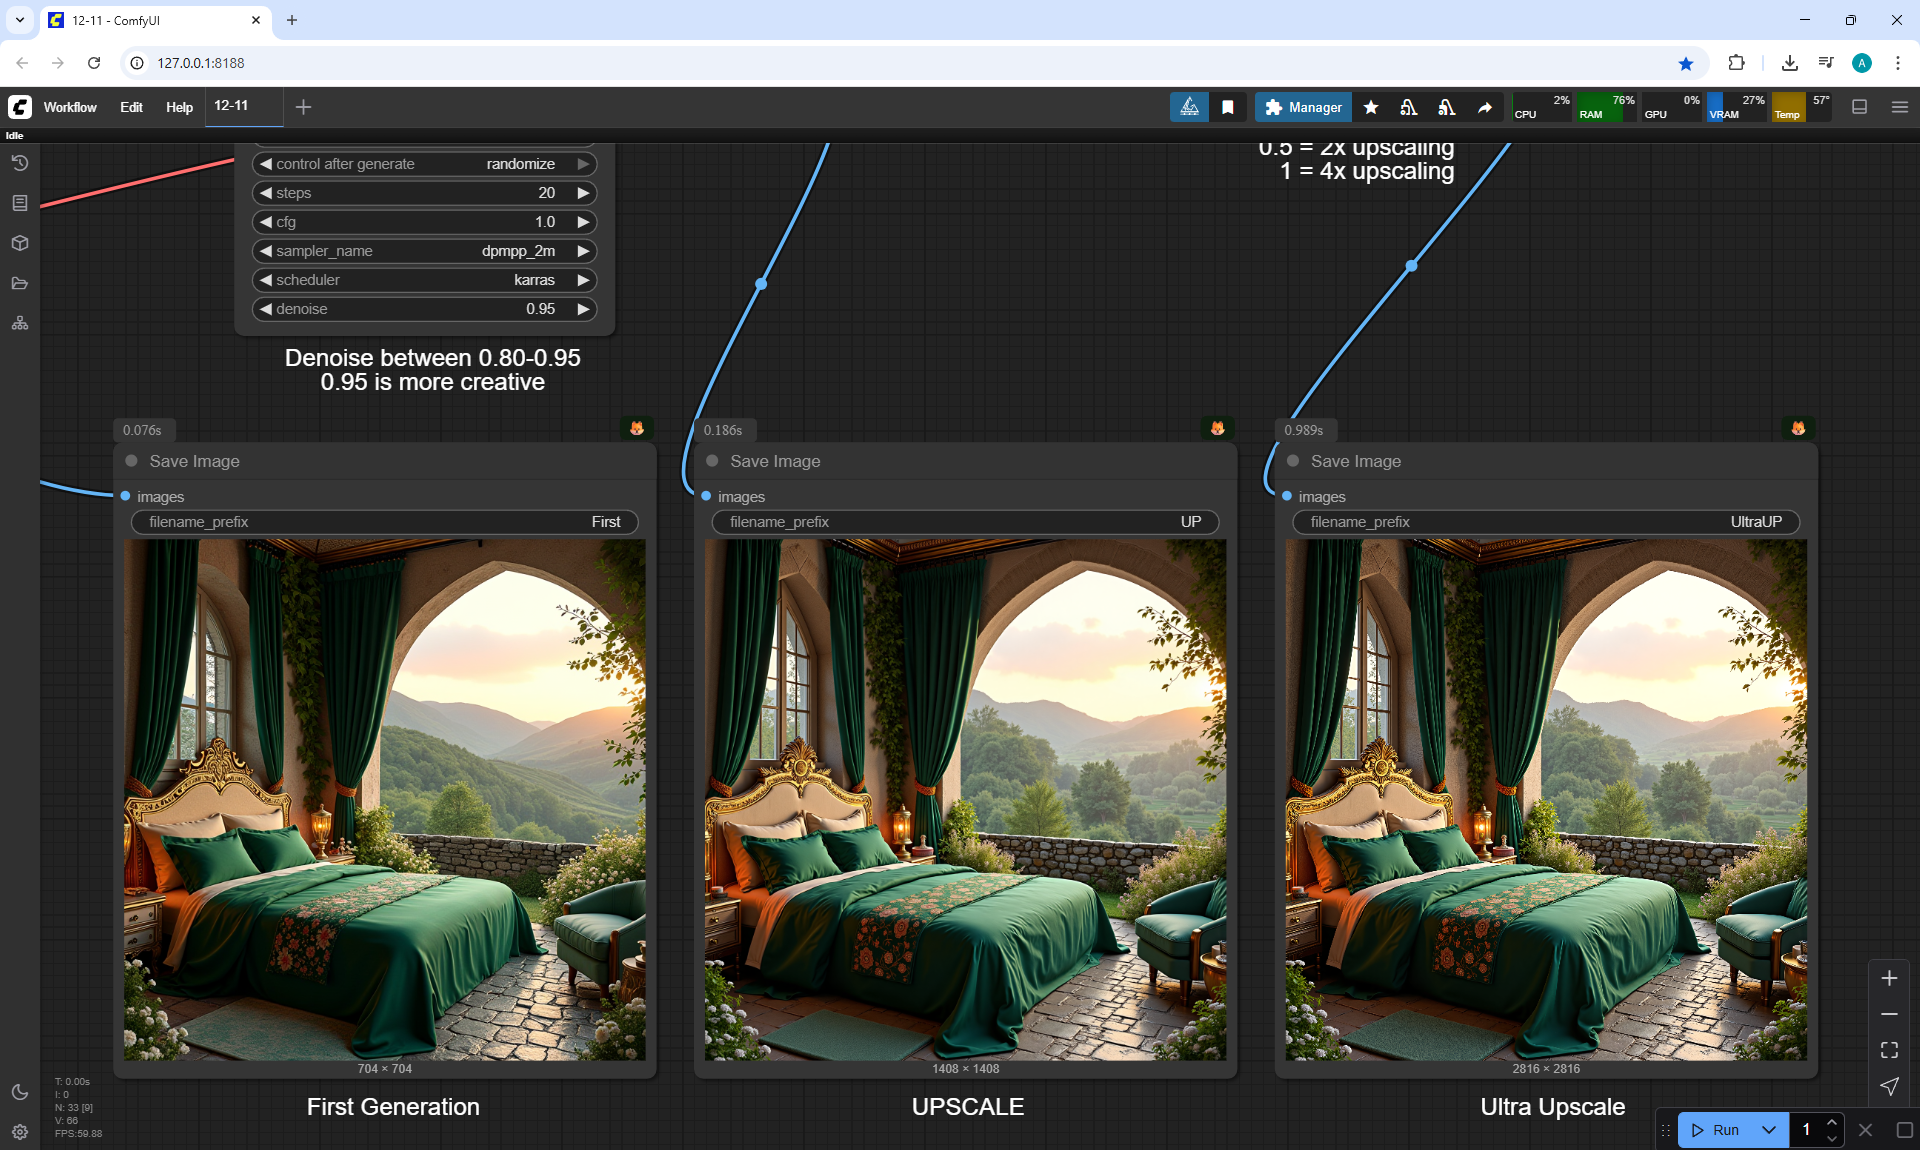 12-11 - ComfyUI
127.0.0.1:8188
A
Workflow Edit Help 12-11
Manager
CPU 2% RAM 76% GPU 0% VRAM 27% Temp 57°
Idle
control after generate randomize
steps 20
cfg 1.0
sampler_name dpmpp_2m
scheduler karras
denoise 0.95
0.5 = 2x upscaling
1 = 4x upscaling
Denoise between 0.80-0.95
0.95 is more creative
0.076s
Save Image
images
filename_prefix First
704 × 704
First Generation
0.186s
Save Image
images
filename_prefix UP
1408 × 1408
UPSCALE
0.989s
Save Image
images
filename_prefix UltraUP
2816 × 2816
Ultra Upscale
T: 0.00s
I: 0
N: 33 [9]
V: 66
FPS:59.88
Run 1